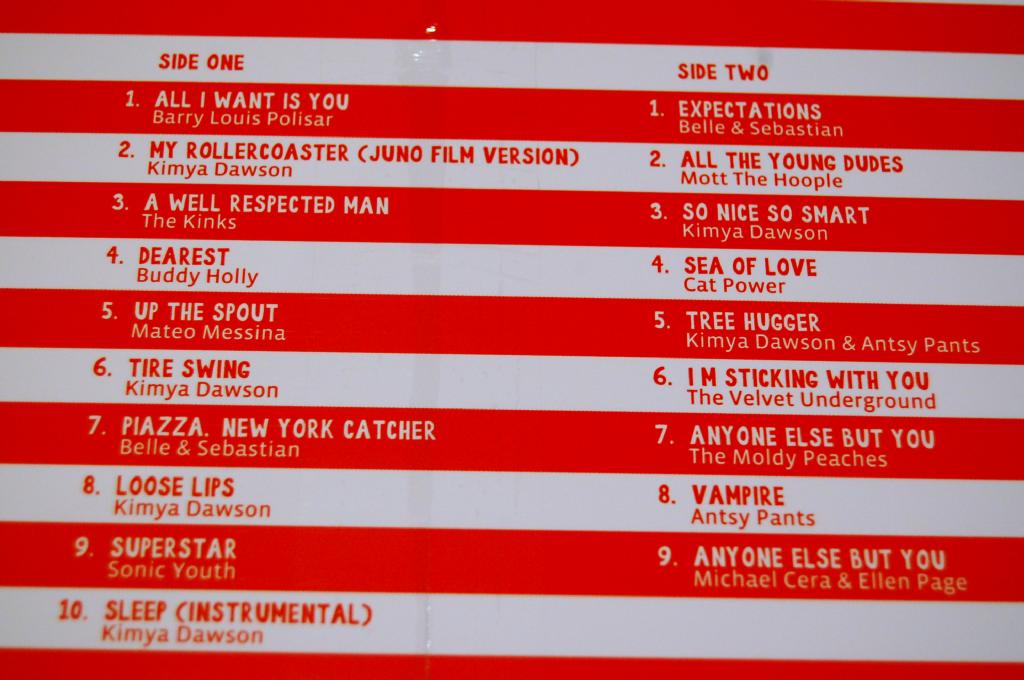 SIDE ONE
1. ALL I WANT IS YOU
Barry Louis Polisar
2. MY ROLLERCOASTER (JUNO FILM VERSION)
Kimya Dawson
3. A WELL RESPECTED MAN
The Kinks
4. DEAREST
Buddy Holly
5. UP THE SPOUT
Mateo Messina
6. TIRE SWING
Kimya Dawson
7. PIAZZA. NEW YORK CATCHER
Belle & Sebastian
8. LOOSE LIPS
Kimya Dawson
9. SUPERSTAR
Sonic Youth
10. SLEEP (INSTRUMENTAL)
Kimya Dawson
SIDE TWO
1. EXPECTATIONS
Belle & Sebastian
2. ALL THE YOUNG DUDES
Mott The Hoople
3. SO NICE SO SMART
Kimya Dawson
4. SEA OF LOVE
Cat Power
5. TREE HUGGER
Kimya Dawson & Antsy Pants
6. I M STICKING WITH YOU
The Velvet Underground
7. ANYONE ELSE BUT YOU
The Moldy Peaches
8. VAMPIRE
Antsy Pants
9. ANYONE ELSE BUT YOU
Michael Cera & Ellen Page